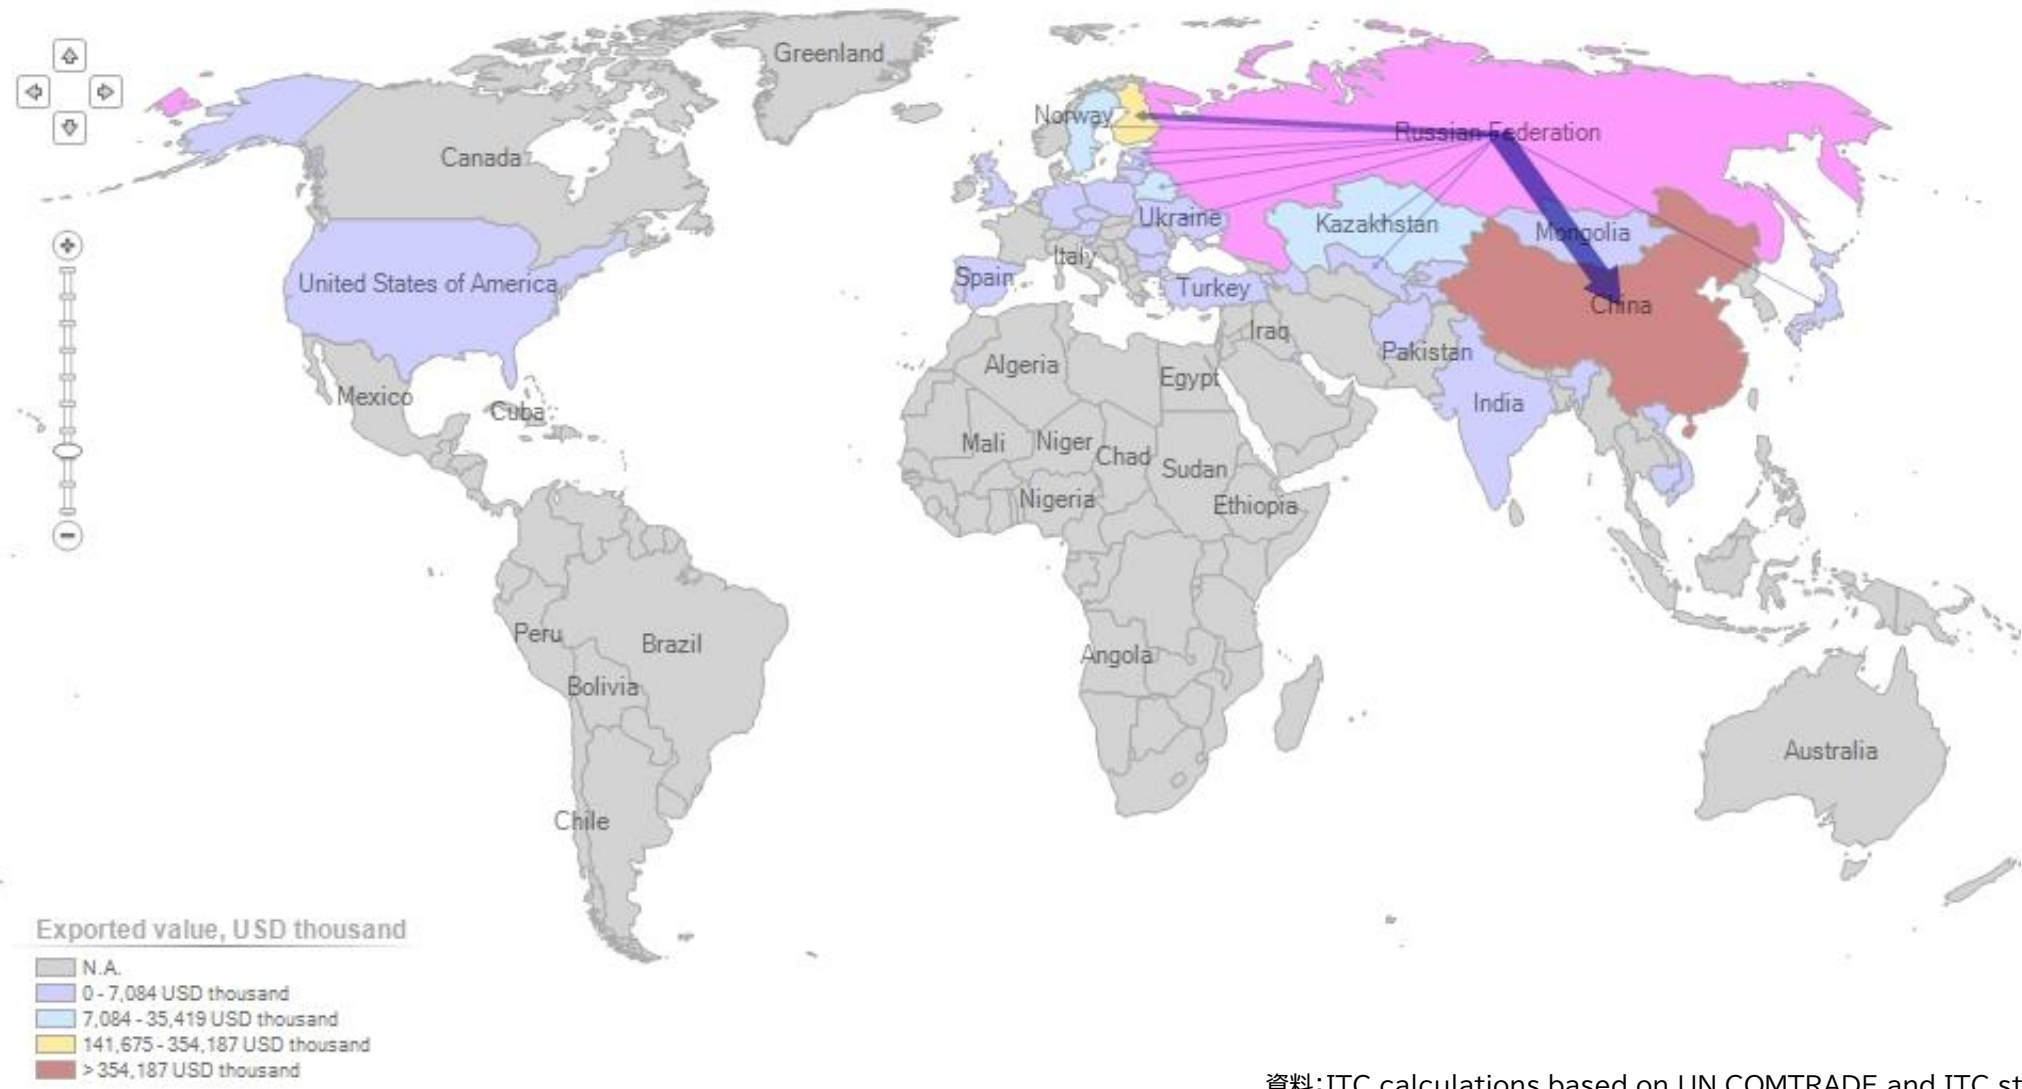 Greenland
Norway
Russian Federation
Canada
Ukraine
Kazakhstan
Mongolia
Italy
Spain
Turkey
United States of America
China
Iraq
Pakistan
Algeria
Egypt
Mexico
Cuba
India
Mali
Niger
Chad
Sudan
Nigeria
Ethiopia
Peru
Brazil
Angola
Bolivia
Australia
Chile
Exported value, USD thousand
N.A.
0 - 7,084 USD thousand
7,084 - 35,419 USD thousand
141,675 - 354,187 USD thousand
> 354,187 USD thousand
資料:ITC calculations based on UN COMTRADE and ITC st